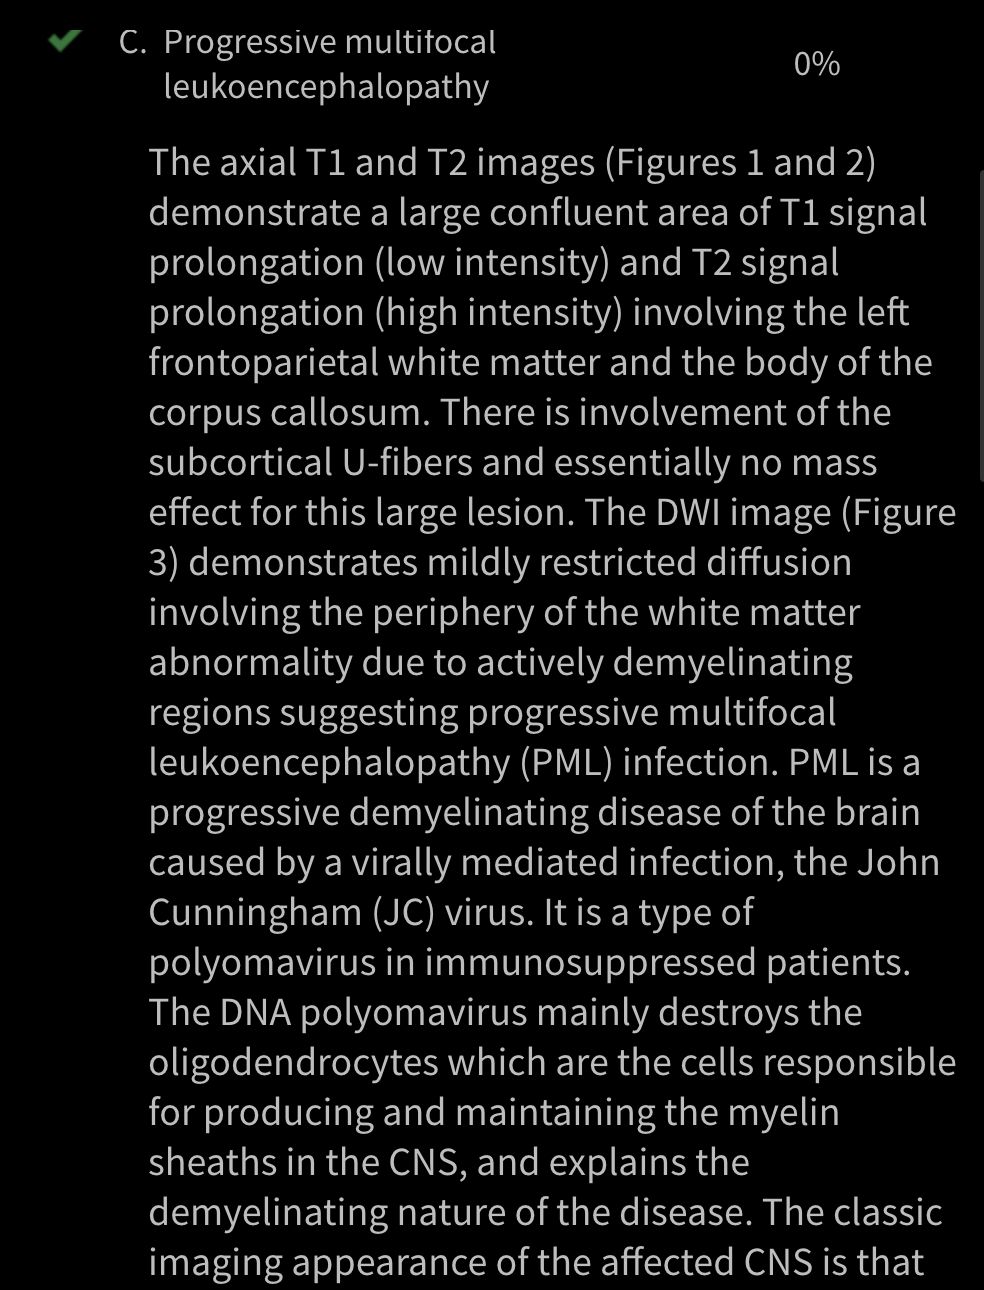 C. Progressive multifocal
leukoencephalopathy
0%
The axial T1 and T2 images (Figures 1 and 2)
demonstrate a large confluent area of T1 signal
prolongation (low intensity) and T2 signal
prolongation (high intensity) involving the left
frontoparietal white matter and the body of the
corpus callosum. There is involvement of the
subcortical U-fibers and essentially no mass
effect for this large lesion. The DWI image (Figure
3) demonstrates mildly restricted diffusion
involving the periphery of the white matter
abnormality due to actively demyelinating
regions suggesting progressive multifocal
leukoencephalopathy (PML) infection. PML is a
progressive demyelinating disease of the brain
caused by a virally mediated infection, the John
Cunningham (JC) virus. It is a type of
polyomavirus in immunosuppressed patients.
The DNA polyomavirus mainly destroys the
oligodendrocytes which are the cells responsible
for producing and maintaining the myelin
sheaths in the CNS, and explains the
demyelinating nature of the disease. The classic
imaging appearance of the affected CNS is that